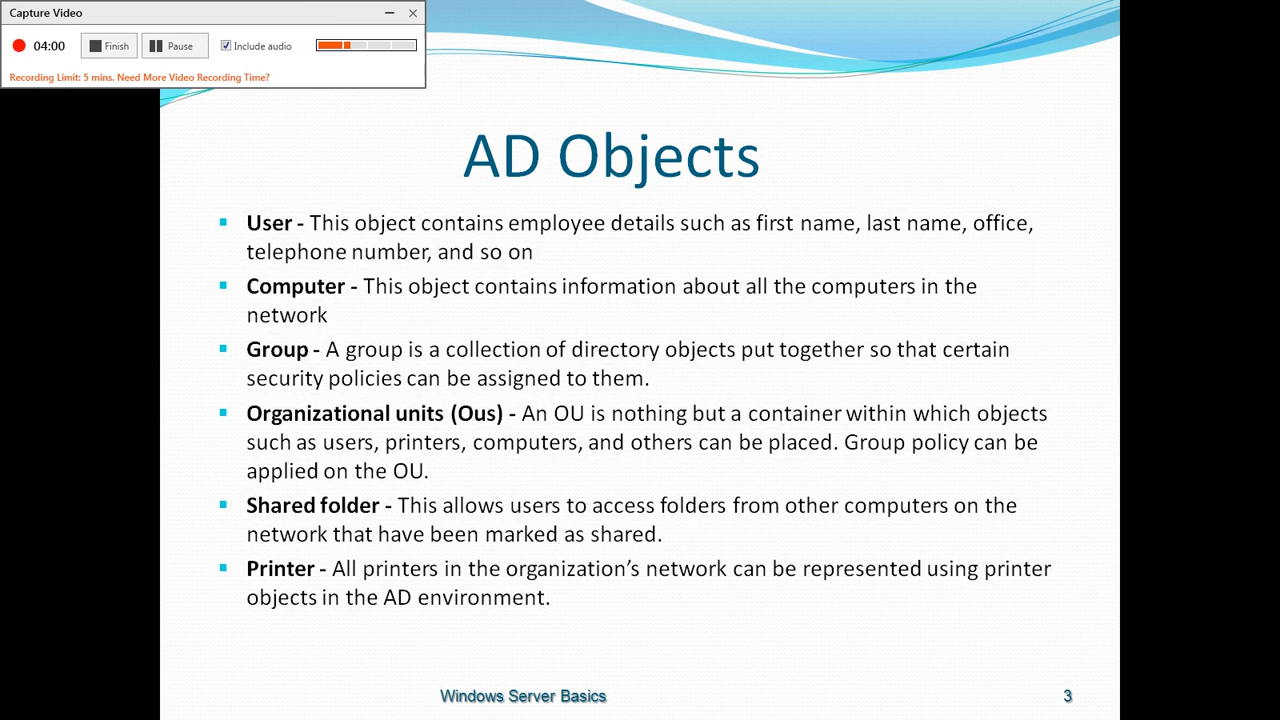 Capture Video
04:00 Finish Pause Include audio
Recording Limit: 5 mins. Need More Video Recording Time?
AD Objects
User - This object contains employee details such as first name, last name, office,
telephone number, and so on
Computer - This object contains information about all the computers in the
network
Group - A group is a collection of directory objects put together so that certain
security policies can be assigned to them.
Organizational units (Ous) - An OU is nothing but a container within which objects
such as users, printers, computers, and others can be placed. Group policy can be
applied on the OU.
Shared folder - This allows users to access folders from other computers on the
network that have been marked as shared.
Printer - All printers in the organization’s network can be represented using printer
objects in the AD environment.
Windows Server Basics 3